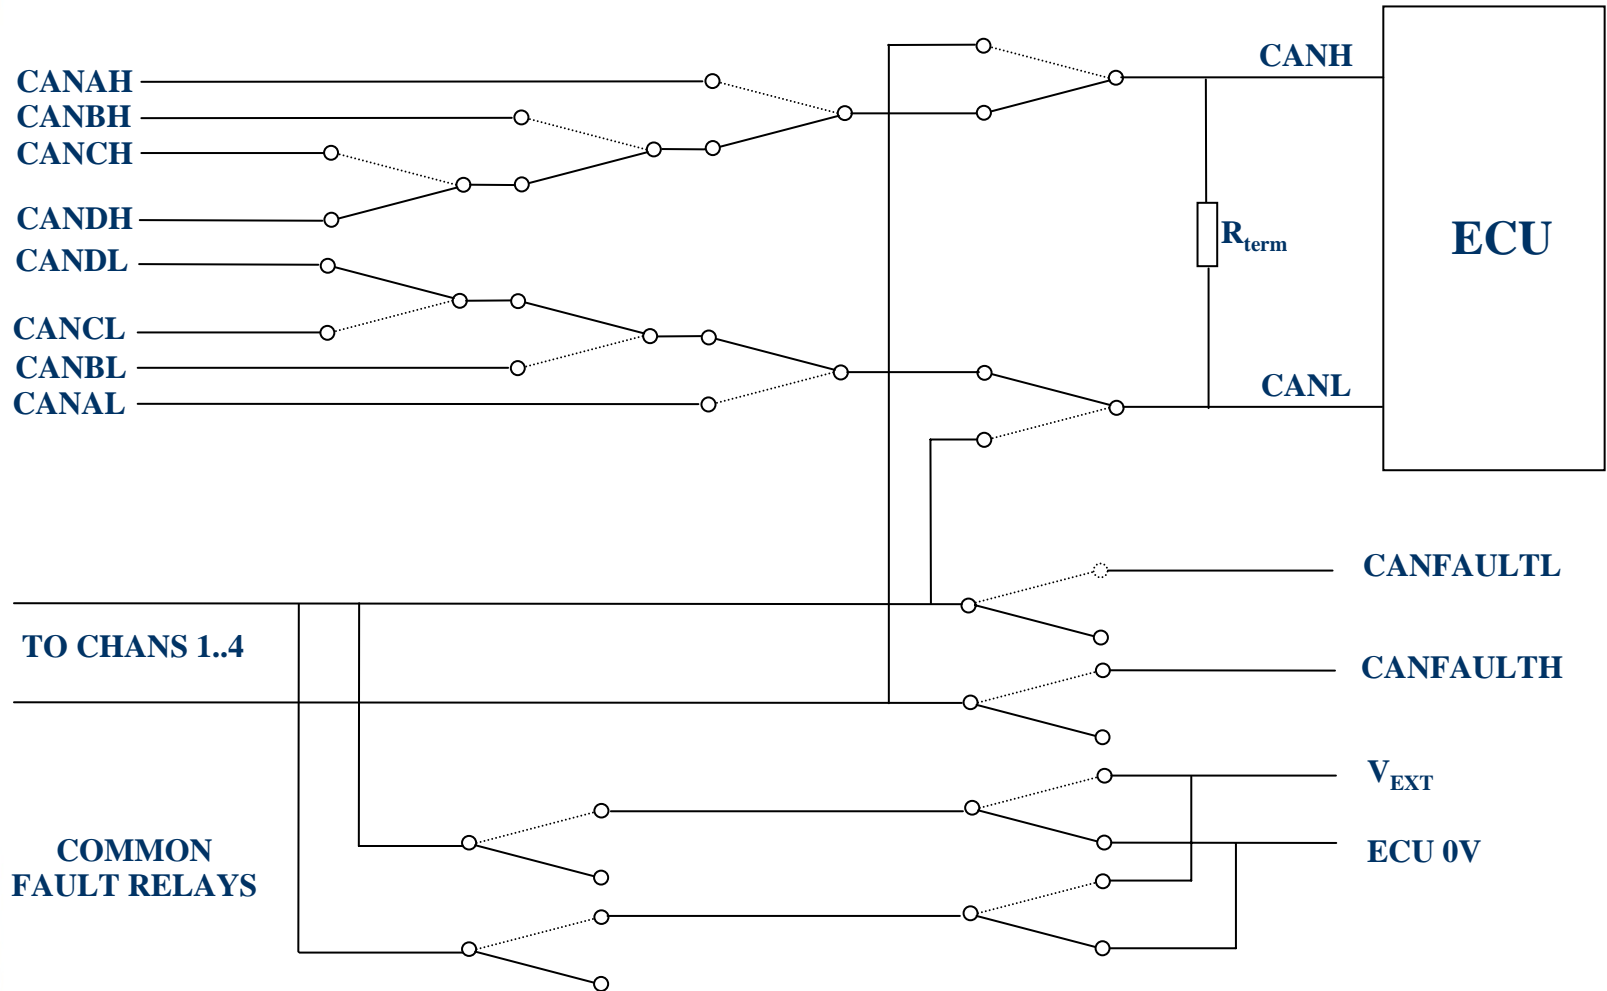 CANH
CANAH
CANBH
CANCH
CANDH
CANDL
CANCL
CANBL
CANAL
Rterm
ECU
CANL
CANFAULTL
TO CHANS 1..4
CANFAULTH
VEXT
COMMON
FAULT RELAYS
ECU 0V